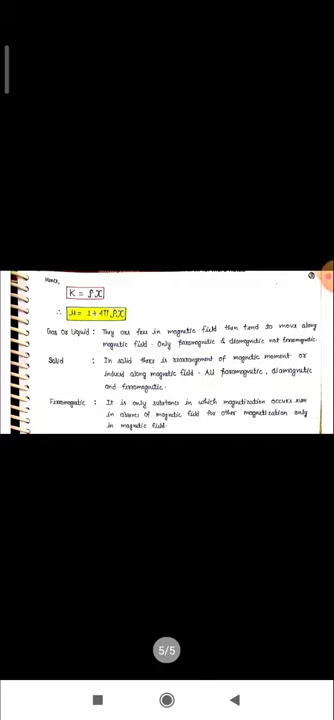 Hence,
K = ρX
∴ μ = 1 + 4π ρX
Gas or Liquid : They are free in magnetic field then tend to move along
magnetic field. Only paramagnetic & diamagnetic not ferromagnetic.
Solid : In solid there is rearrangement of magnetic moment or
induced along magnetic field. All paramagnetic, diamagnetic
and ferromagnetic.
Ferromagnetic : It is only substance in which magnetization occurs even
in absence of magnetic field for other magnetization only
in magnetic field.
5/5